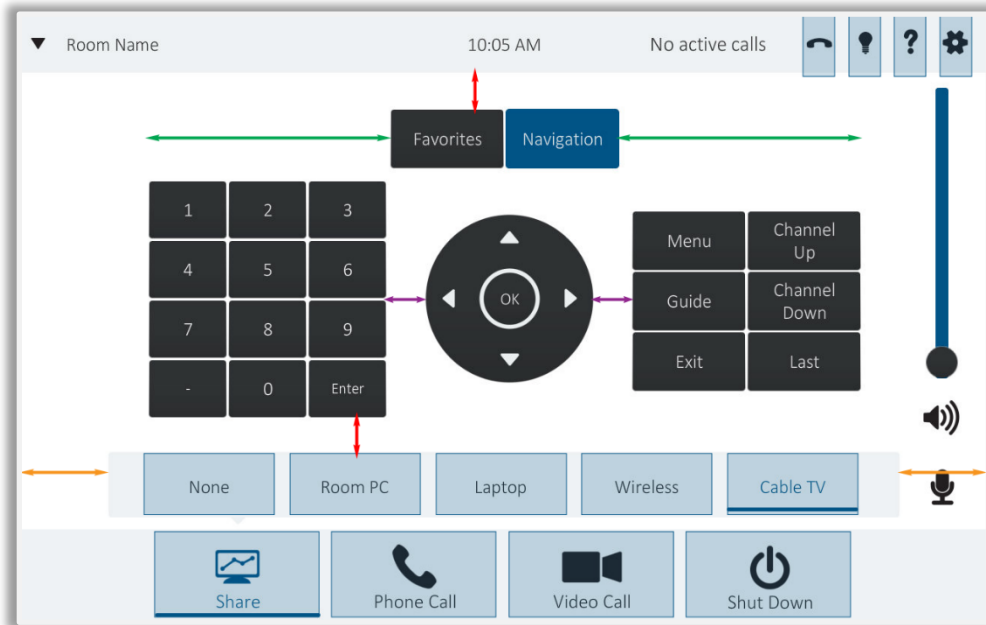 Room Name 10:05 AM No active calls ?
Favorites Navigation
1 2 3
4 5 6
7 8 9
- 0 Enter
OK
Menu Channel Up
Guide Channel Down
Exit Last
None Room PC Laptop Wireless Cable TV
Share Phone Call Video Call Shut Down